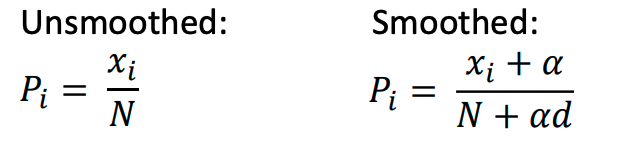 Unsmoothed:
P_i = x_i / N
Smoothed:
P_i = (x_i + α) / (N + αd)